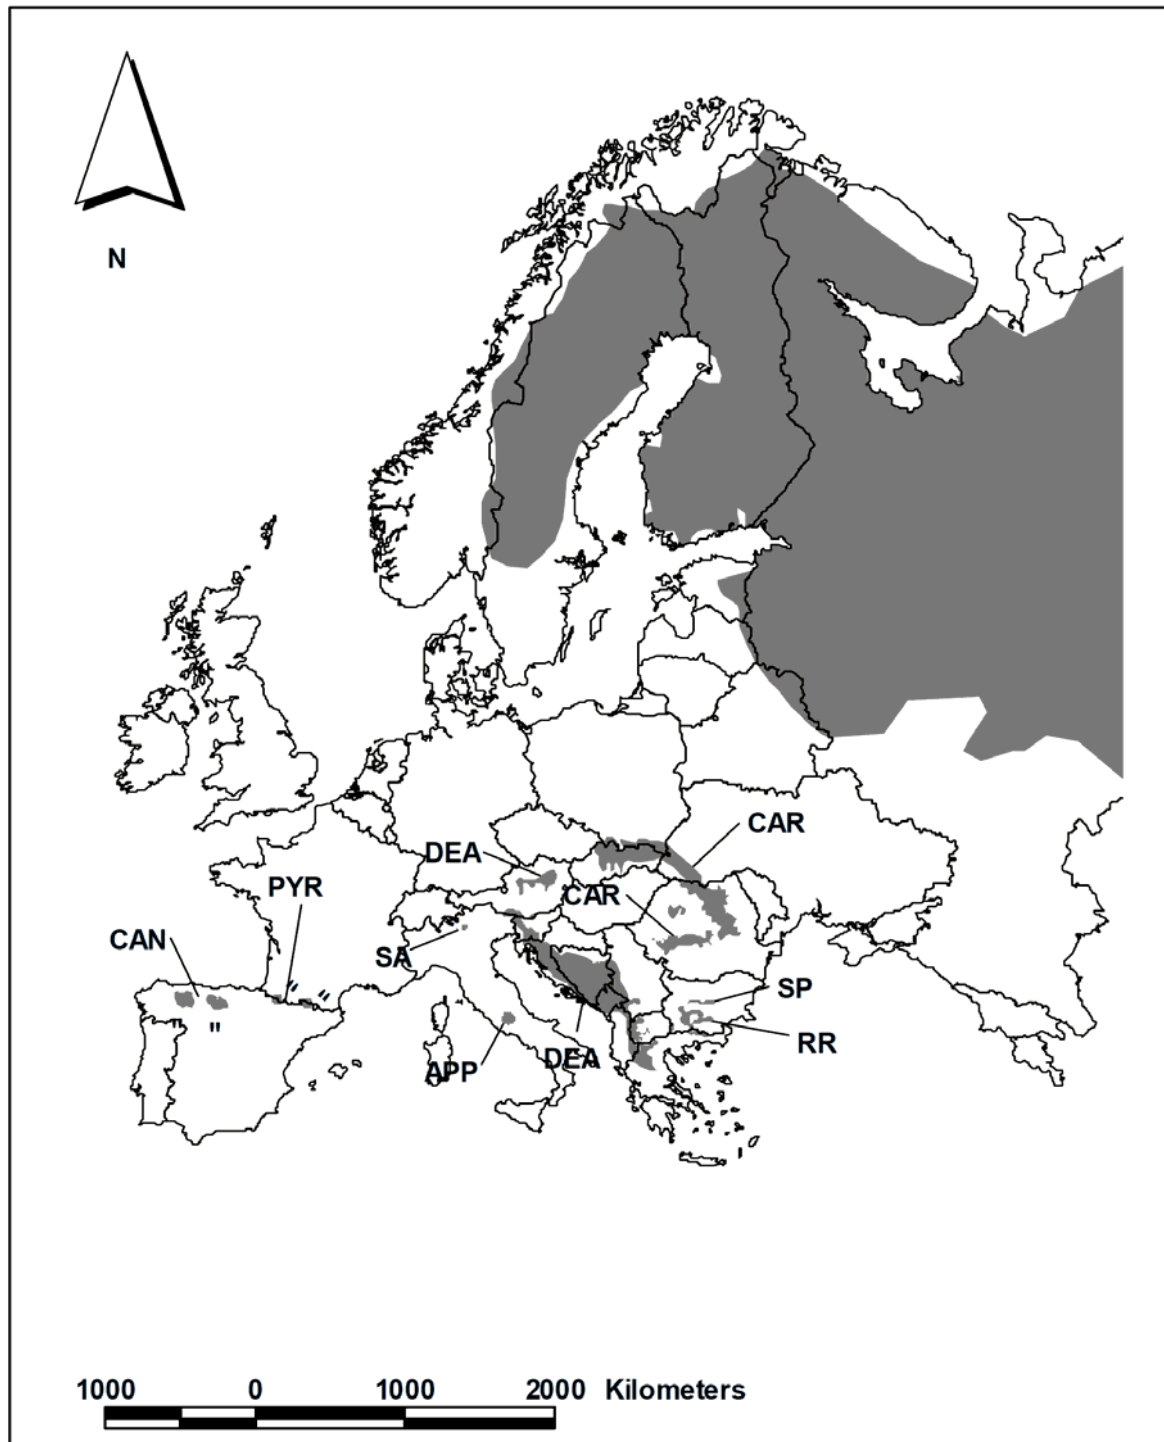 N
CAR
DEA
PYR
CAR
CAN
SA
SP
" "
" "
RR
DEA
APP
1000 0 1000 2000 Kilometers